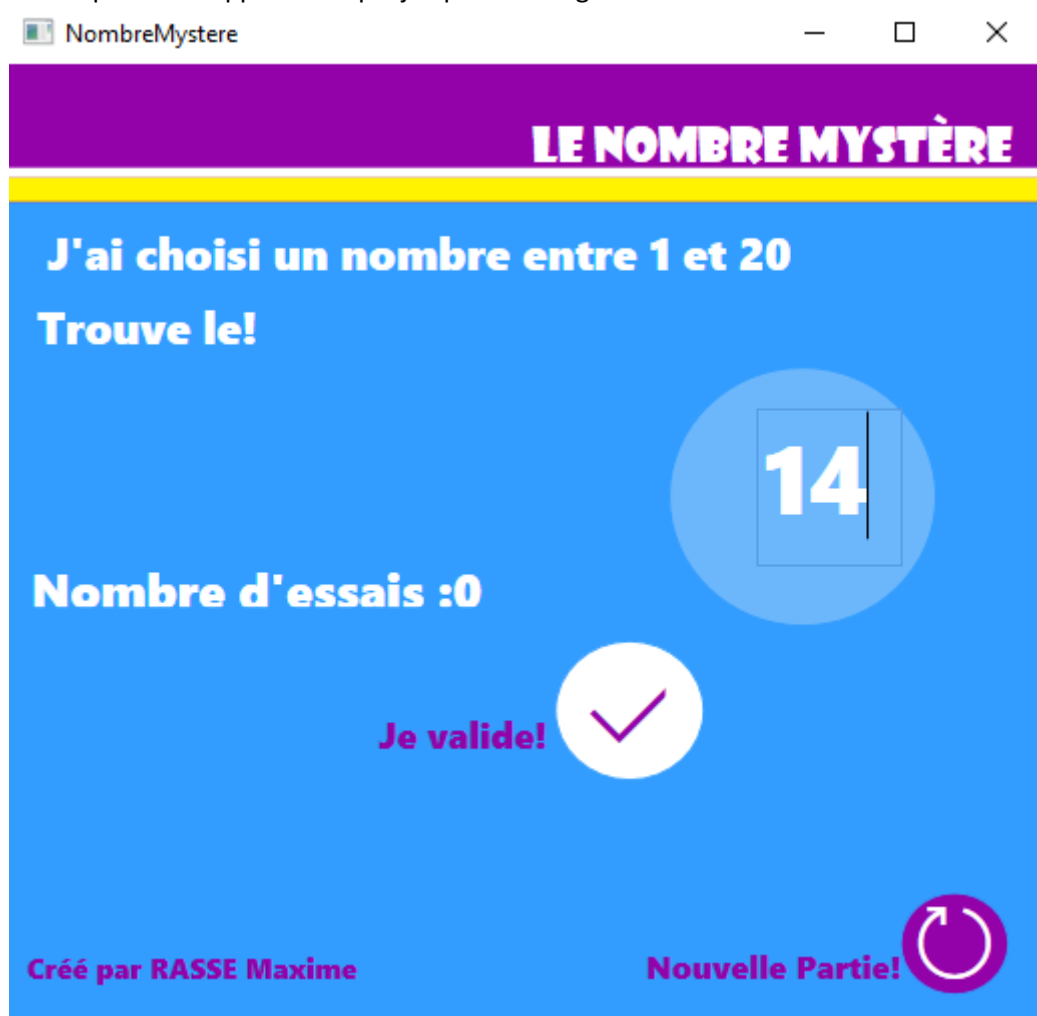 NombreMystere
LE NOMBRE MYSTÈRE
J'ai choisi un nombre entre 1 et 20
Trouve le!
14
Nombre d'essais :0
Je valide!
Créé par RASSE Maxime
Nouvelle Partie!